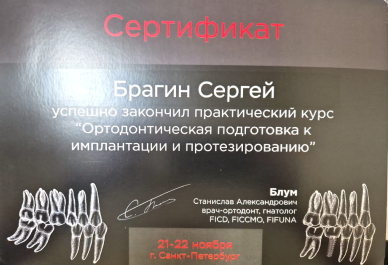 Сертификат
Брагин Сергей
успешно закончил практический курс
"Ортодонтическая подготовка к
имплантации и протезированию"
Блум
Станислав Александрович
врач-ортодонт, гнатолог
FICD, FICCMO, FIFUNA
21-22 ноября
г. Санкт-Петербург